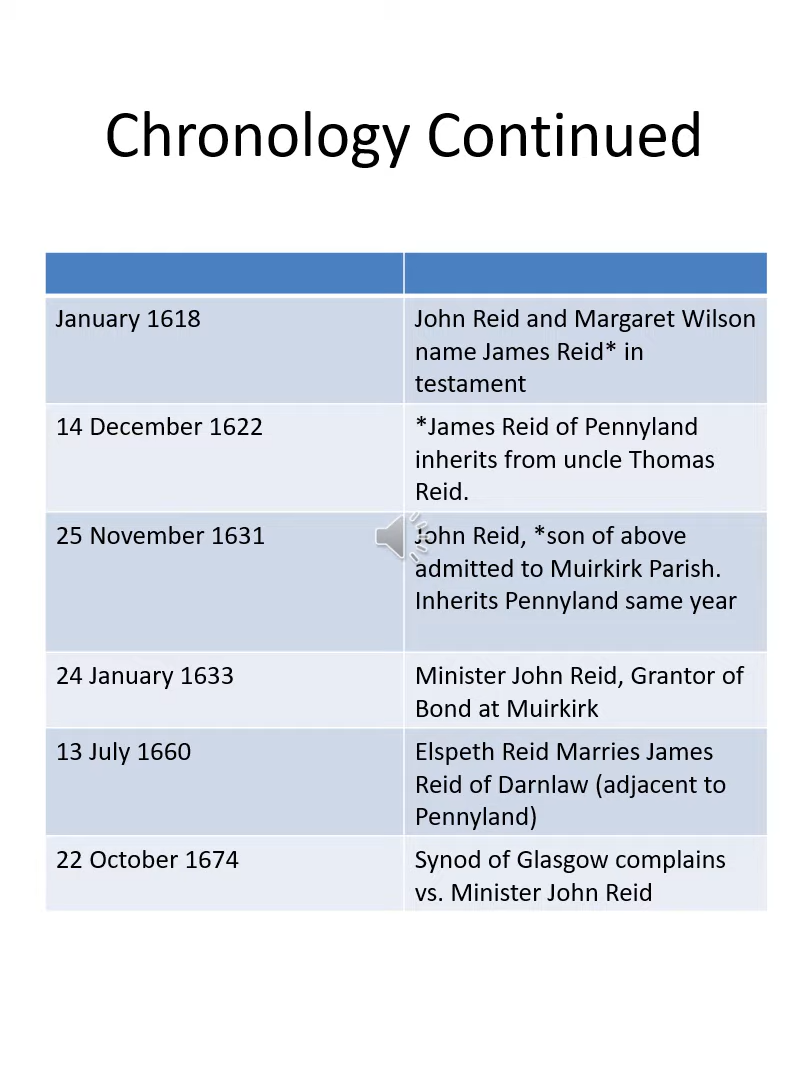 Chronology Continued
January 1618
John Reid and Margaret Wilson
name James Reid* in
testament
14 December 1622
*James Reid of Pennyland
inherits from uncle Thomas
Reid.
25 November 1631
John Reid, *son of above
admitted to Muirkirk Parish.
Inherits Pennyland same year
24 January 1633
Minister John Reid, Grantor of
Bond at Muirkirk
13 July 1660
Elspeth Reid Marries James
Reid of Darnlaw (adjacent to
Pennyland)
22 October 1674
Synod of Glasgow complains
vs. Minister John Reid